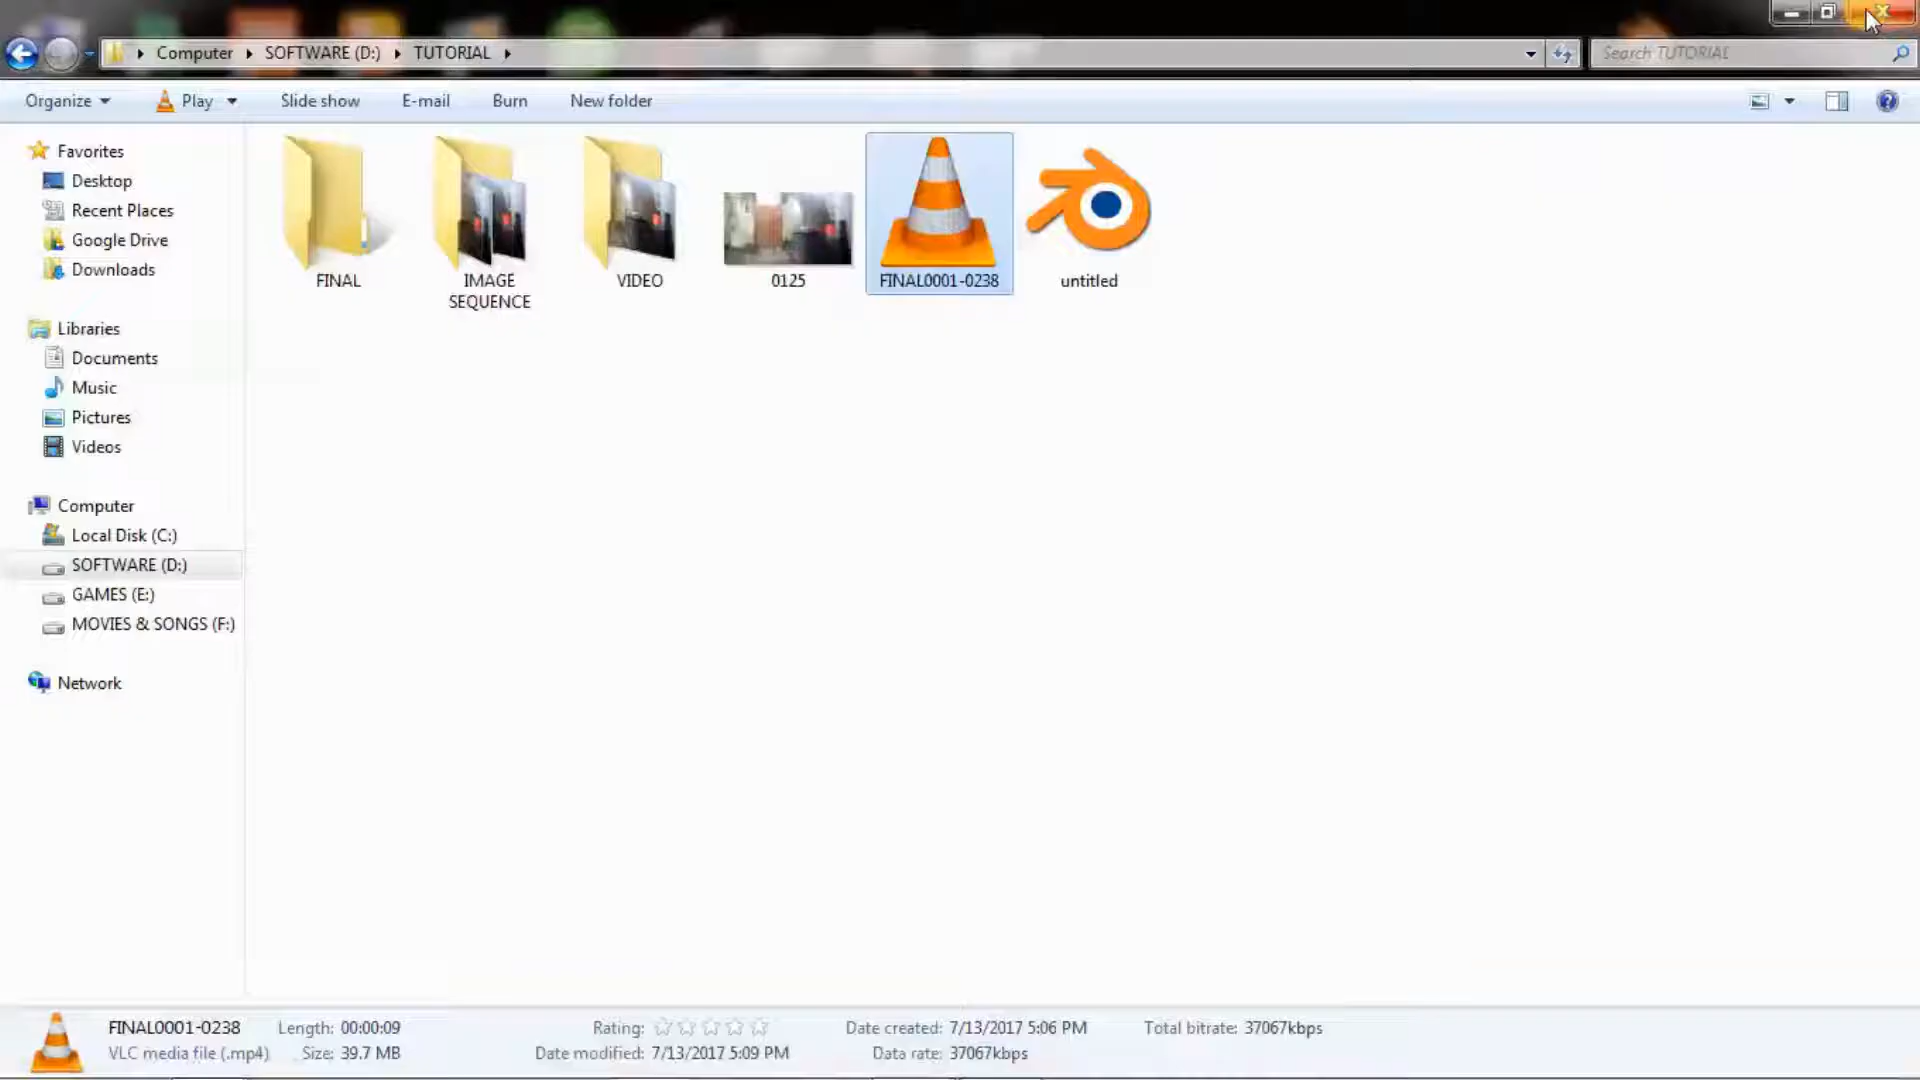 Computer SOFTWARE (D:) TUTORIAL
Search TUTORIAL
Organize Play Slide show E-mail Burn New folder
Favorites
Desktop
Recent Places
Google Drive
Downloads
Libraries
Documents
Music
Pictures
Videos
Computer
Local Disk (C:)
SOFTWARE (D:)
GAMES (E:)
MOVIES & SONGS (F:)
Network
FINAL
IMAGE
SEQUENCE
VIDEO
0125
FINAL0001-0238
untitled
FINAL0001-0238 Length: 00:00:09 Rating: Date created: 7/13/2017 5:06 PM Total bitrate: 37067kbps
VLC media file (.mp4) Size: 39.7 MB Date modified: 7/13/2017 5:09 PM Data rate: 37067kbps